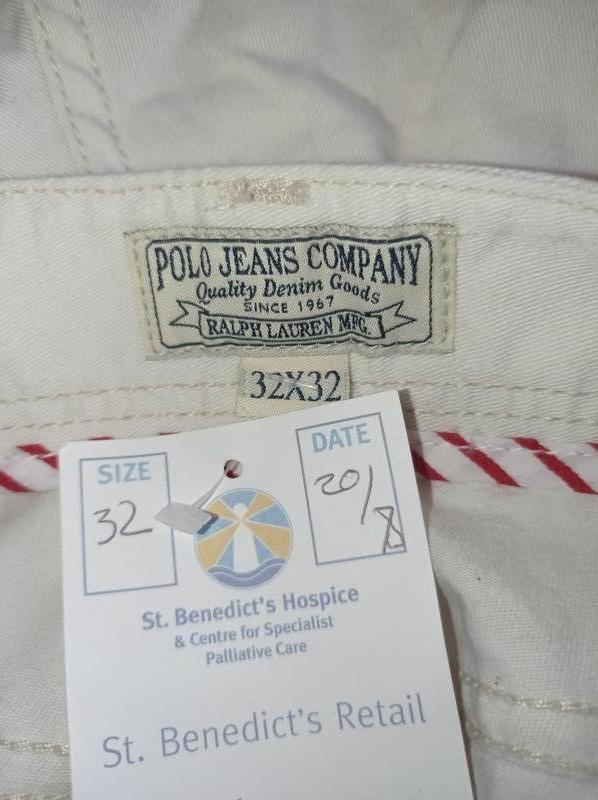 POLO JEANS COMPANY
Quality Denim Goods
SINCE 1967
RALPH LAUREN MFG.
32X32
SIZE
32
DATE
20/8
St. Benedict's Hospice
& Centre for Specialist
Palliative Care
St. Benedict's Retail